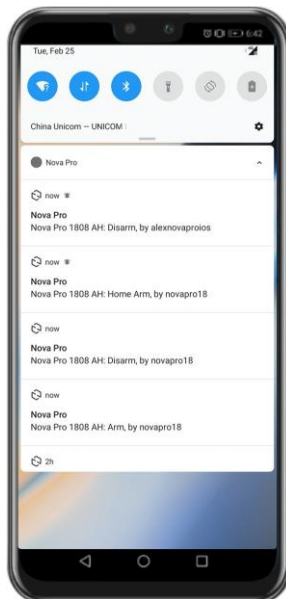 6:42
Tue, Feb 25
China Unicom -- UNICOM
Nova Pro
now
Nova Pro
Nova Pro 1808 AH: Disarm, by alexnovaproios
now
Nova Pro
Nova Pro 1808 AH: Home Arm, by novapro18
now
Nova Pro
Nova Pro 1808 AH: Disarm, by novapro18
now
Nova Pro
Nova Pro 1808 AH: Arm, by novapro18
2h